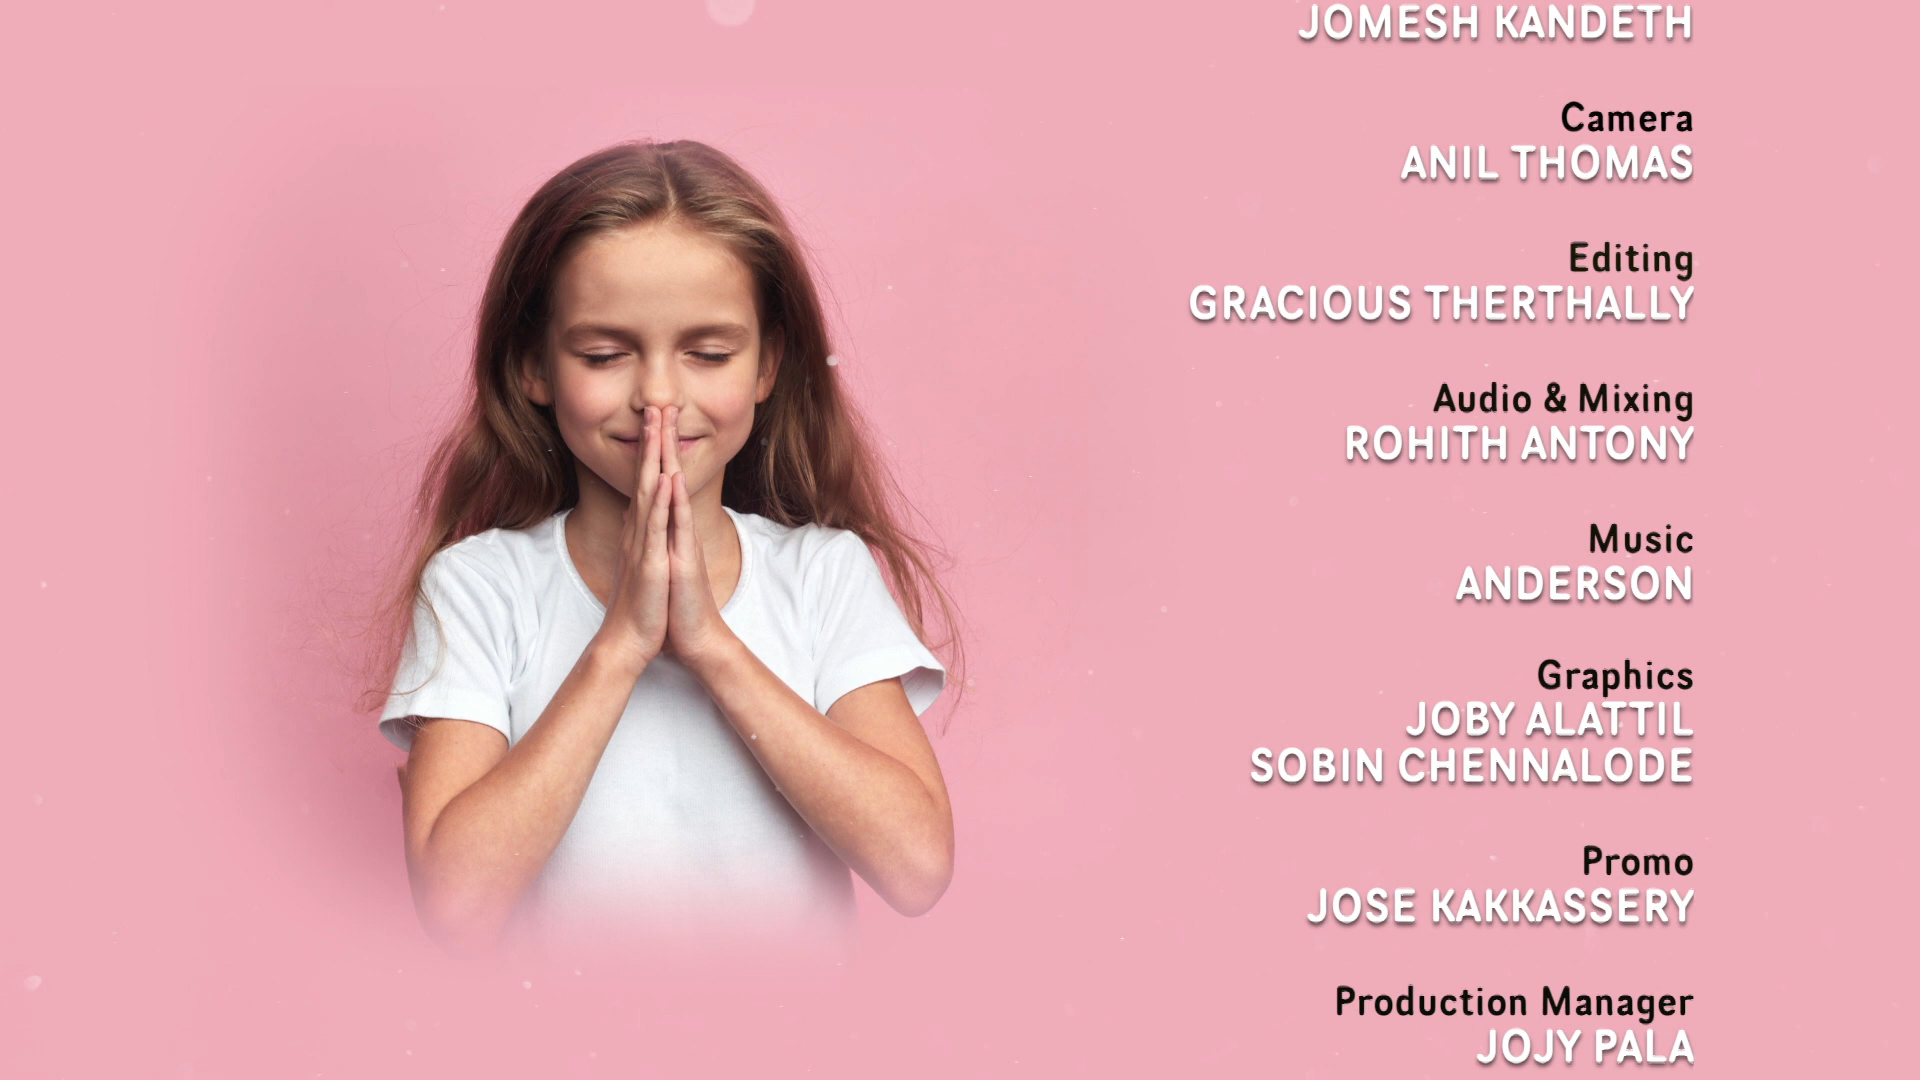 JOMESH KANDETH
Camera
ANIL THOMAS
Editing
GRACIOUS THERTHALLY
Audio & Mixing
ROHITH ANTONY
Music
ANDERSON
Graphics
JOBY ALATTIL
SOBIN CHENNALODE
Promo
JOSE KAKKASSERY
Production Manager
JOJY PALA